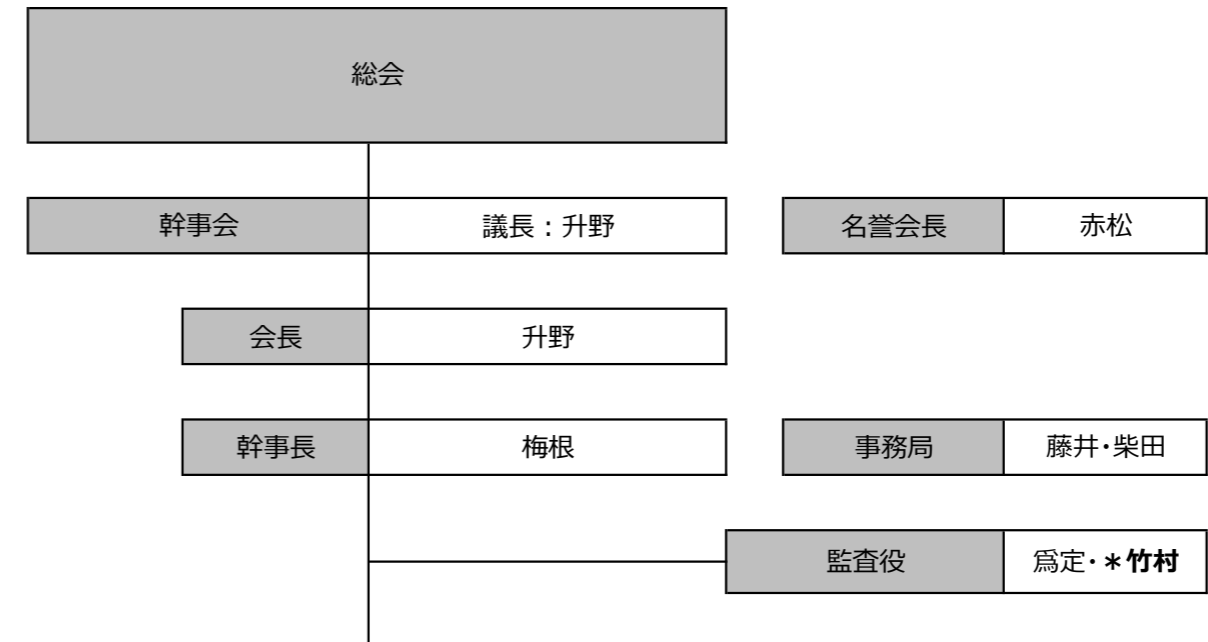 総会
幹事会 議長：升野 名誉会長 赤松
会長 升野
幹事長 梅根 事務局 藤井・柴田
監査役 爲定・＊竹村